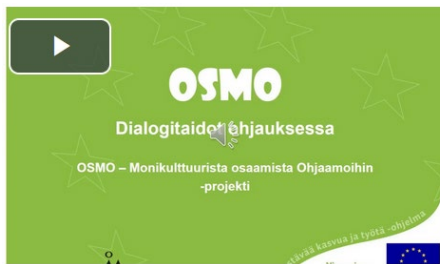 OSMO
Dialogitaidot ohjauksessa
OSMO – Monikulttuurista osaamista Ohjaamoihin
-projekti
kasvua ja työtä -ohjelma